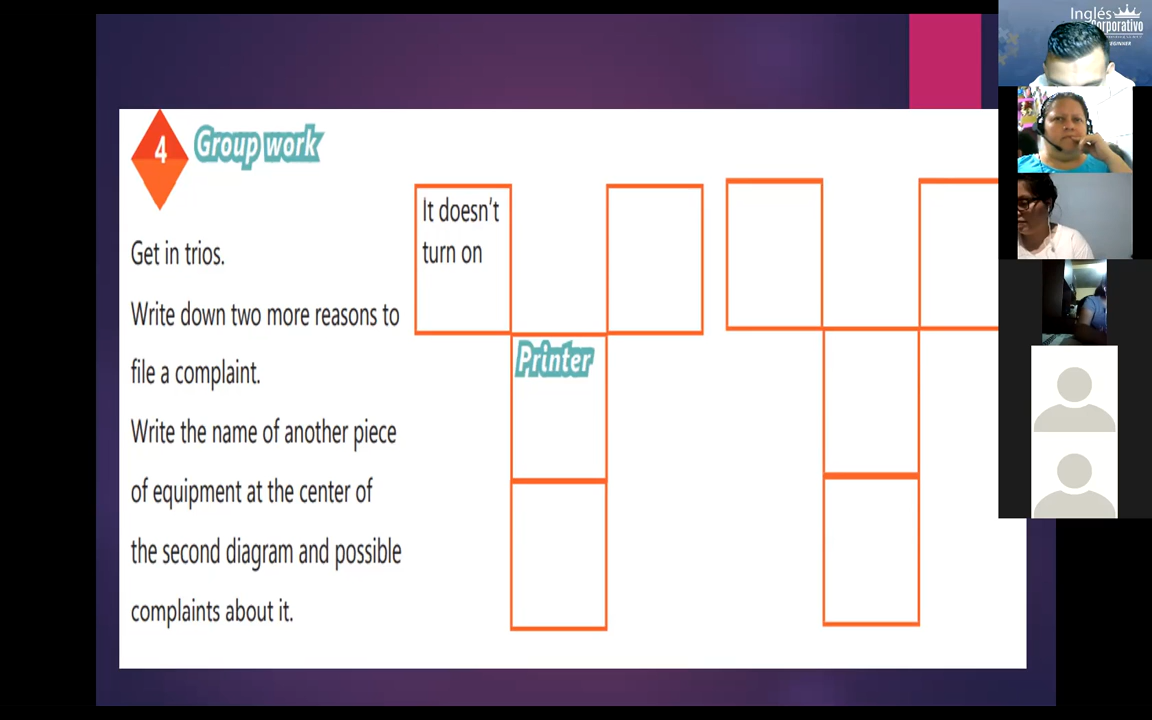 Inglés
Corporativo
BEGINNER
4
Group work
It doesn't
turn on
Get in trios.
Write down two more reasons to
file a complaint.
Printer
Write the name of another piece
of equipment at the center of
the second diagram and possible
complaints about it.